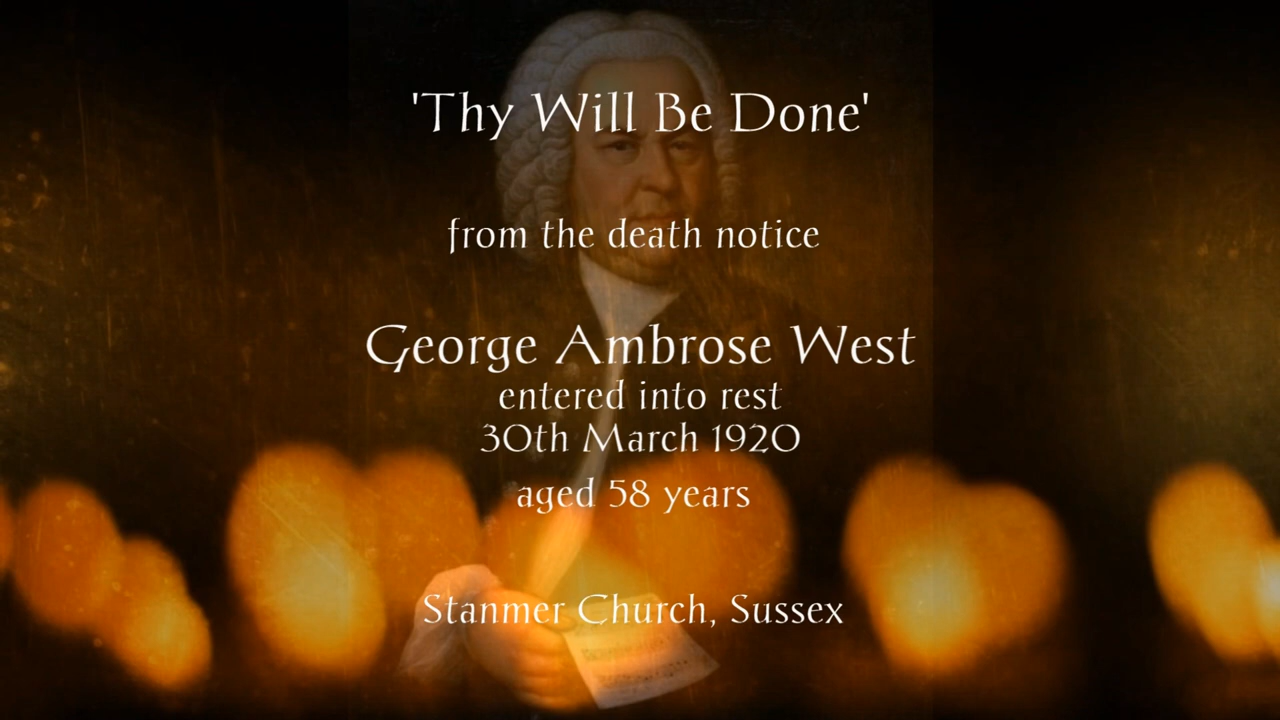 'Thy Will Be Done'
from the death notice
George Ambrose West
entered into rest
30th March 1920
aged 58 years
Stanmer Church, Sussex